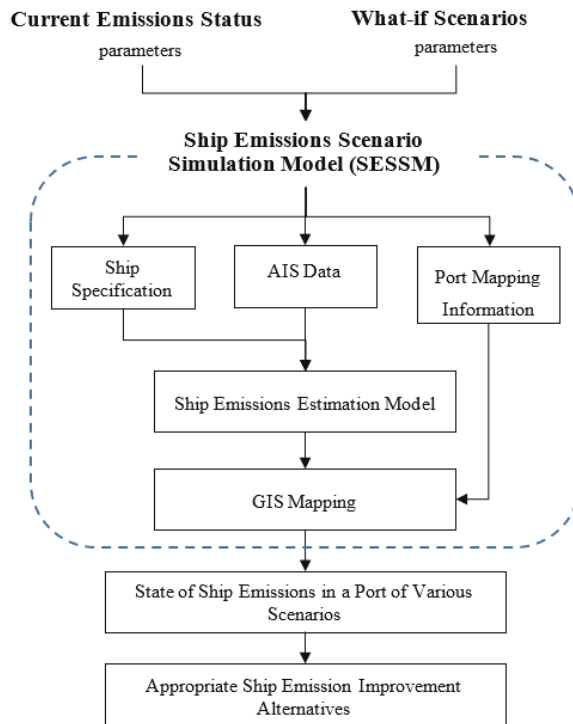 Current Emissions Status
What-if Scenarios
parameters
parameters
Ship Emissions Scenario
Simulation Model (SESSM)
Ship
Specification
AIS Data
Port Mapping
Information
Ship Emissions Estimation Model
GIS Mapping
State of Ship Emissions in a Port of Various
Scenarios
Appropriate Ship Emission Improvement
Alternatives